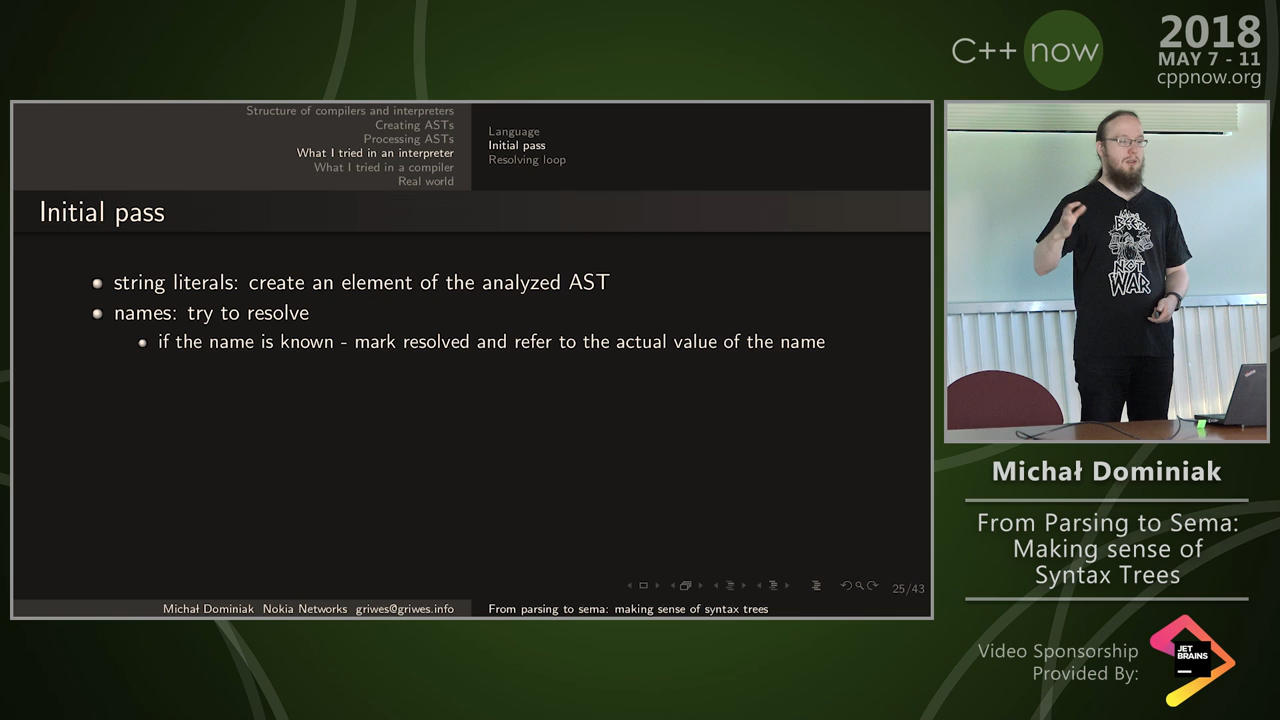 C++ now
2018
MAY 7 - 11
cppnow.org
Structure of compilers and interpreters
Creating ASTs
Processing ASTs
What I tried in an interpreter
What I tried in a compiler
Real world
Language
Initial pass
Resolving loop
Initial pass
string literals: create an element of the analyzed AST
names: try to resolve
if the name is known - mark resolved and refer to the actual value of the name
25/43
Michał Dominiak Nokia Networks griwes@griwes.info
From parsing to sema: making sense of syntax trees
BEER
NOT
WAR
Michał Dominiak
From Parsing to Sema:
Making sense of
Syntax Trees
Video Sponsorship
Provided By:
JET
BRAINS